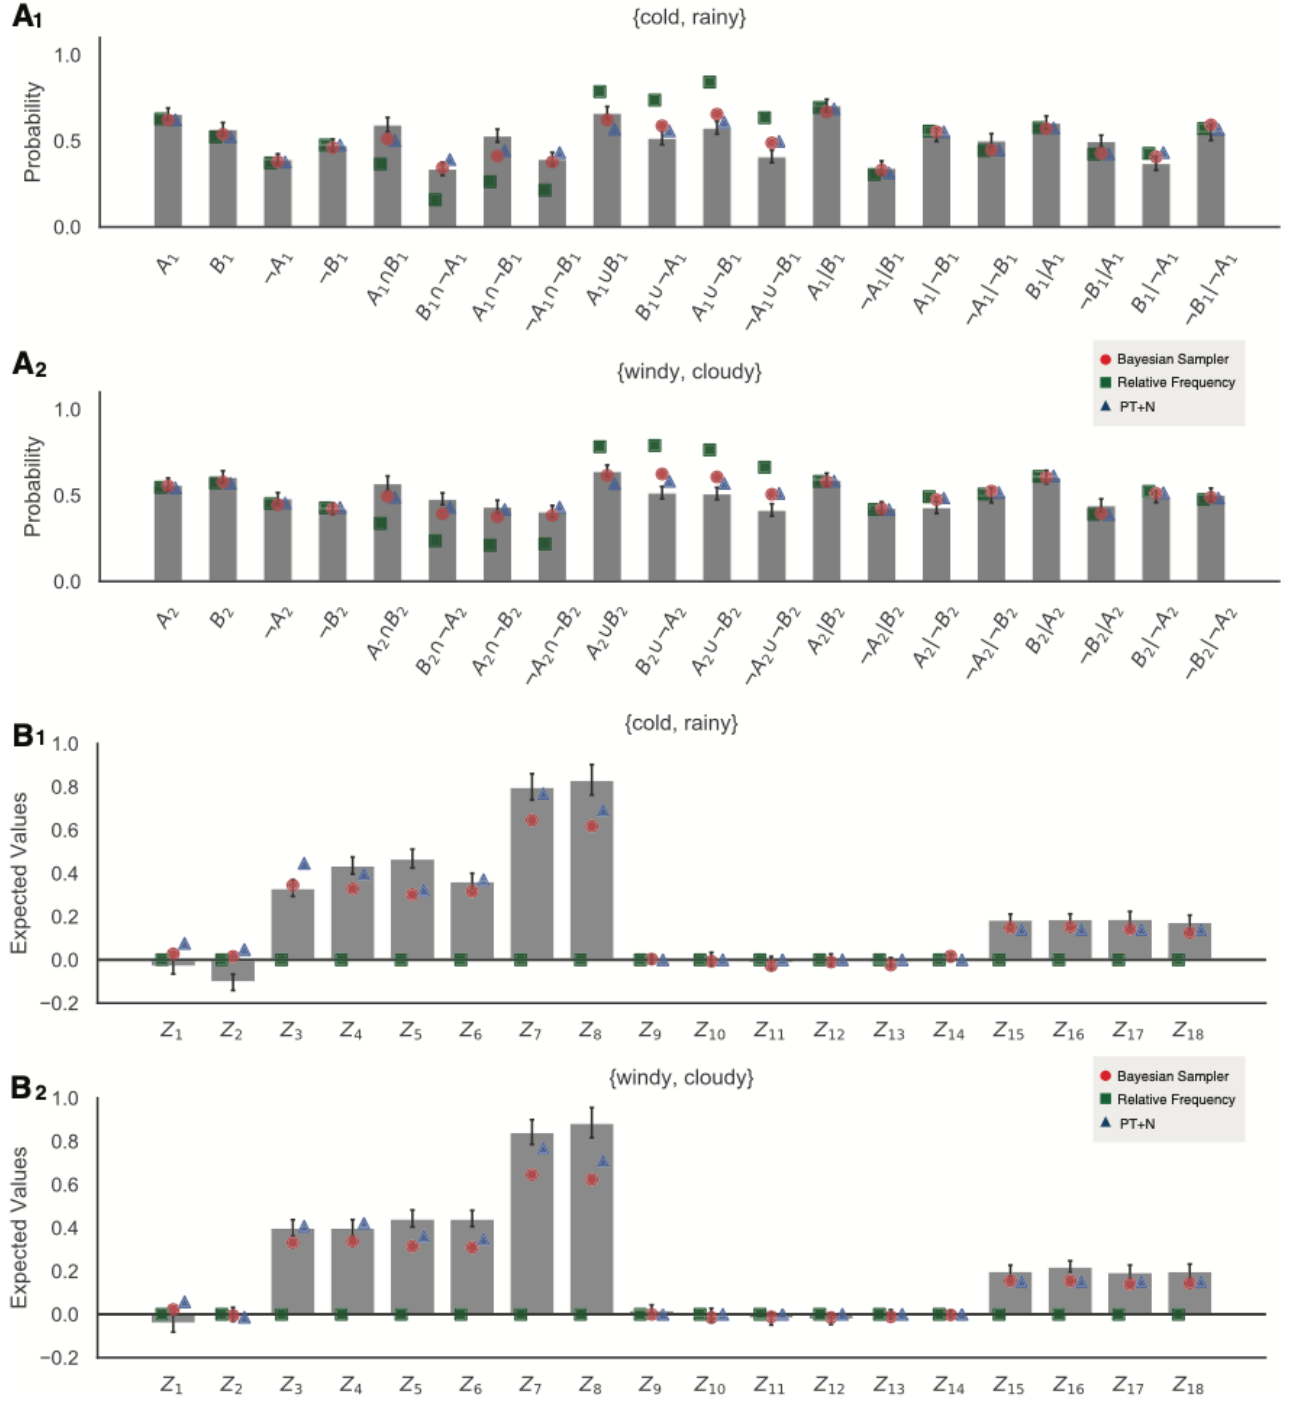 A1
{cold, rainy}
Probability
1.0
0.5
0.0
A₁ B₁ ¬A₁ ¬B₁ A₁∩B₁ B₁∩¬A₁ A₁∩¬B₁ ¬A₁∩¬B₁ A₁∪B₁ B₁∪¬A₁ A₁∪¬B₁ ¬A₁∪¬B₁ A₁|B₁ ¬A₁|B₁ A₁|¬B₁ ¬A₁|¬B₁ B₁|A₁ ¬B₁|A₁ B₁|¬A₁ ¬B₁|¬A₁
A2
{windy, cloudy}
Bayesian Sampler
Relative Frequency
PT+N
Probability
1.0
0.5
0.0
A₂ B₂ ¬A₂ ¬B₂ A₂∩B₂ B₂∩¬A₂ A₂∩¬B₂ ¬A₂∩¬B₂ A₂∪B₂ B₂∪¬A₂ A₂∪¬B₂ ¬A₂∪¬B₂ A₂|B₂ ¬A₂|B₂ A₂|¬B₂ ¬A₂|¬B₂ B₂|A₂ ¬B₂|A₂ B₂|¬A₂ ¬B₂|¬A₂
B1
{cold, rainy}
Expected Values
1.0
0.8
0.6
0.4
0.2
0.0
−0.2
Z₁ Z₂ Z₃ Z₄ Z₅ Z₆ Z₇ Z₈ Z₉ Z₁₀ Z₁₁ Z₁₂ Z₁₃ Z₁₄ Z₁₅ Z₁₆ Z₁₇ Z₁₈
B2
{windy, cloudy}
Bayesian Sampler
Relative Frequency
PT+N
Expected Values
1.0
0.8
0.6
0.4
0.2
0.0
−0.2
Z₁ Z₂ Z₃ Z₄ Z₅ Z₆ Z₇ Z₈ Z₉ Z₁₀ Z₁₁ Z₁₂ Z₁₃ Z₁₄ Z₁₅ Z₁₆ Z₁₇ Z₁₈